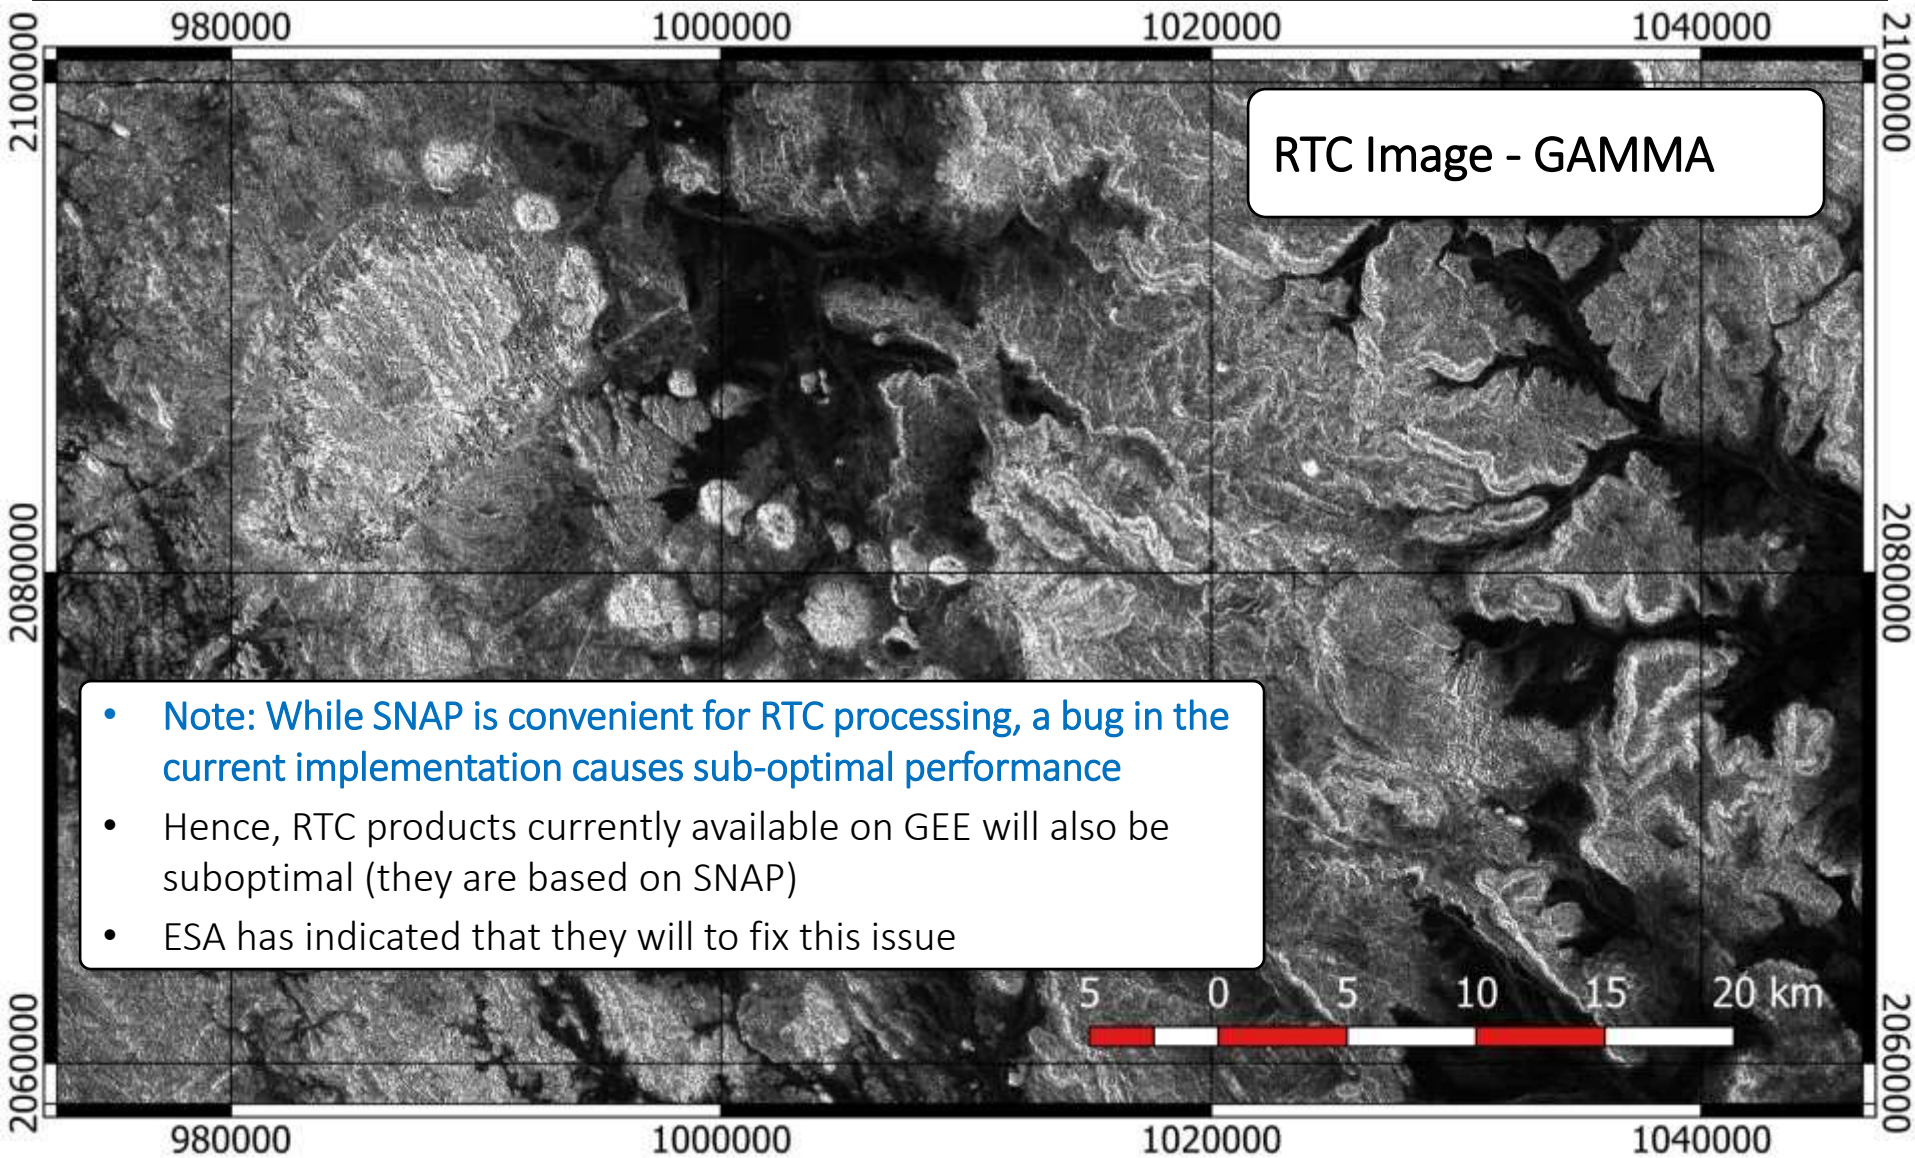 980000 1000000 1020000 1040000
2100000 2100000
RTC Image - GAMMA
2080000 2080000
• Note: While SNAP is convenient for RTC processing, a bug in the
current implementation causes sub-optimal performance
• Hence, RTC products currently available on GEE will also be
suboptimal (they are based on SNAP)
• ESA has indicated that they will to fix this issue
5 0 5 10 15 20 km
2060000 2060000
980000 1000000 1020000 1040000